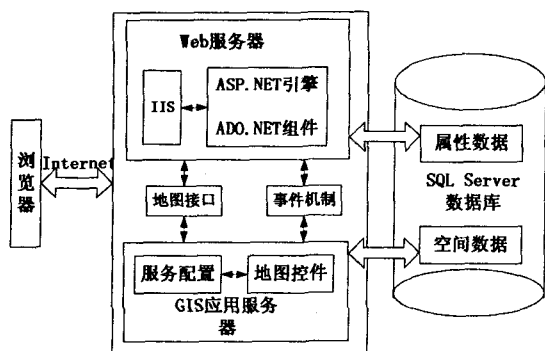 Web服务器
IIS
ASP.NET引擎
ADO.NET组件
浏览器
Internet
地图接口
事件机制
服务配置
地图控件
GIS应用服务
器
属性数据
SQL Server
数据库
空间数据